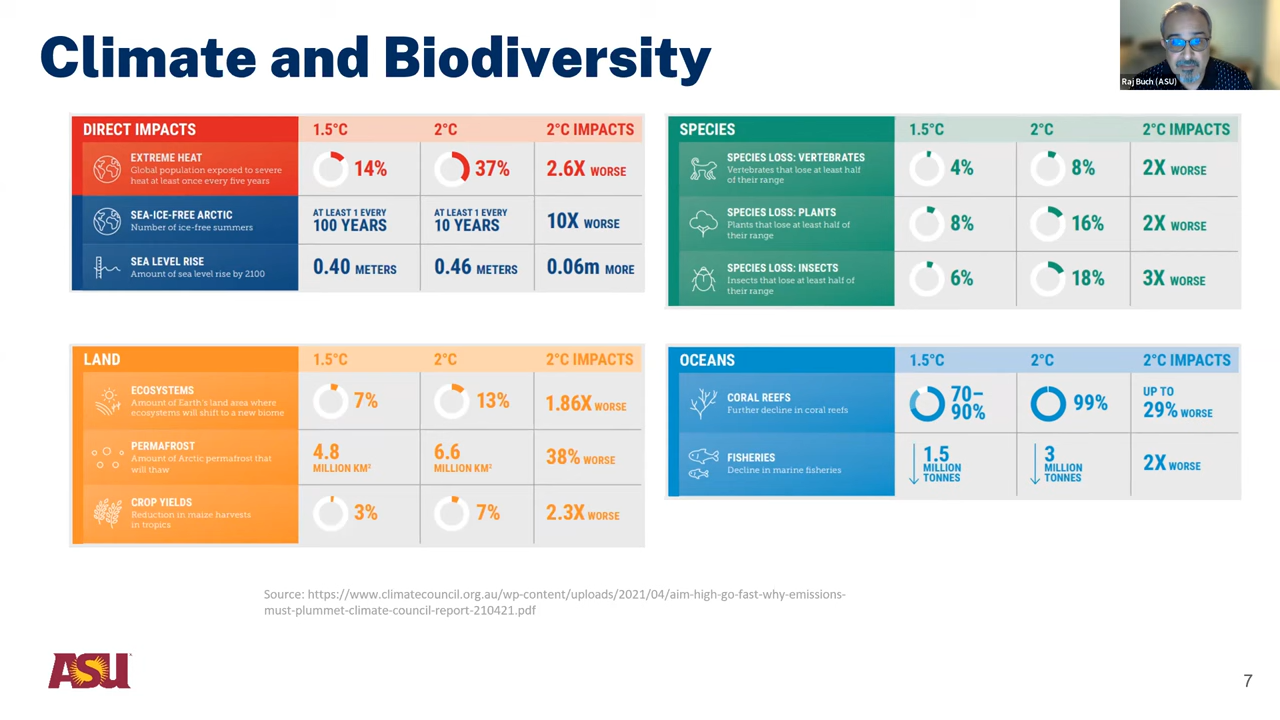 Climate and Biodiversity
Raj Buch (ASU)
DIRECT IMPACTS 1.5°C 2°C 2°C IMPACTS
EXTREME HEAT
Global population exposed to severe
heat at least once every five years
14% 37% 2.6X WORSE
SEA-ICE-FREE ARCTIC
Number of ice-free summers
AT LEAST 1 EVERY
100 YEARS
AT LEAST 1 EVERY
10 YEARS
10X WORSE
SEA LEVEL RISE
Amount of sea level rise by 2100
0.40 METERS 0.46 METERS 0.06m MORE
SPECIES 1.5°C 2°C 2°C IMPACTS
SPECIES LOSS: VERTEBRATES
Vertebrates that lose at least half
of their range
4% 8% 2X WORSE
SPECIES LOSS: PLANTS
Plants that lose at least half of
their range
8% 16% 2X WORSE
SPECIES LOSS: INSECTS
Insects that lose at least half of
their range
6% 18% 3X WORSE
LAND 1.5°C 2°C 2°C IMPACTS
ECOSYSTEMS
Amount of Earth's land area where
ecosystems will shift to a new biome
7% 13% 1.86X WORSE
PERMAFROST
Amount of Arctic permafrost that
will thaw
4.8
MILLION KM²
6.6
MILLION KM²
38% WORSE
CROP YIELDS
Reduction in maize harvests
in tropics
3% 7% 2.3X WORSE
OCEANS 1.5°C 2°C 2°C IMPACTS
CORAL REEFS
Further decline in coral reefs
70–
90%
99%
UP TO
29% WORSE
FISHERIES
Decline in marine fisheries
1.5
MILLION
TONNES
3
MILLION
TONNES
2X WORSE
Source: https://www.climatecouncil.org.au/wp-content/uploads/2021/04/aim-high-go-fast-why-emissions-
must-plummet-climate-council-report-210421.pdf
ASU
7